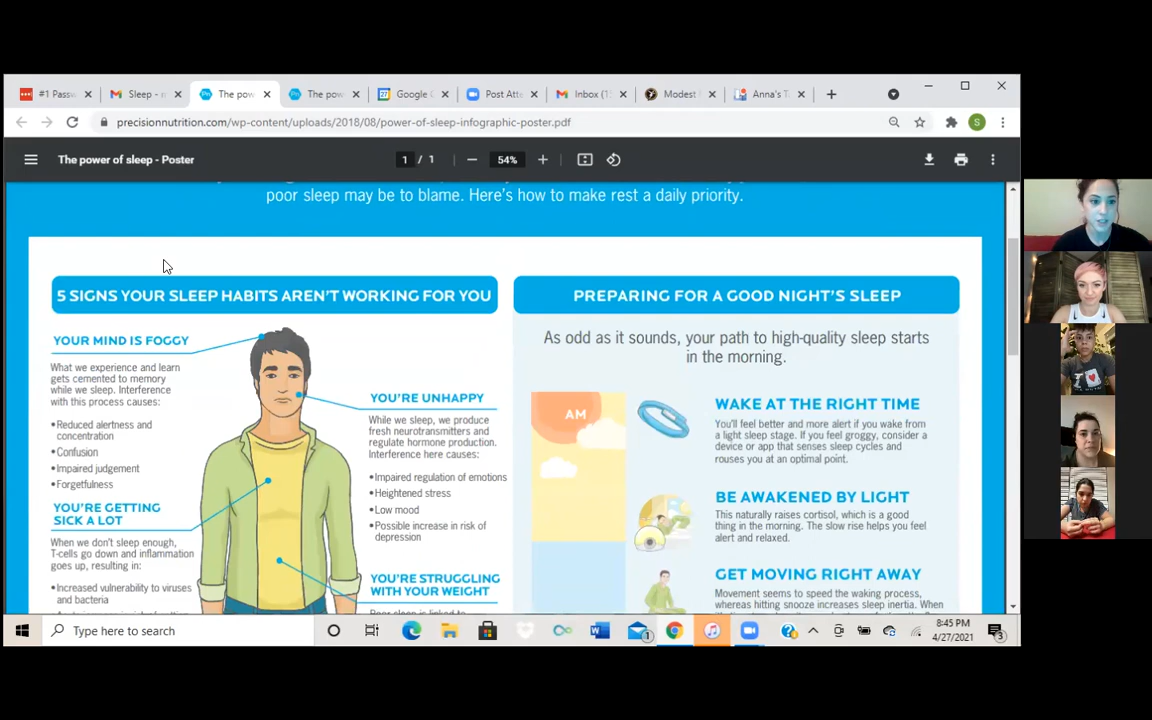 #1 Passw
Sleep - e
The pow
The pow
Google C
Post Atte
Inbox (1
Modest
Anna's T
precisionnutrition.com/wp-content/uploads/2018/08/power-of-sleep-infographic-poster.pdf
S
The power of sleep - Poster
1 / 1
54%
poor sleep may be to blame. Here's how to make rest a daily priority.
5 SIGNS YOUR SLEEP HABITS AREN'T WORKING FOR YOU
YOUR MIND IS FOGGY
What we experience and learn
gets cemented to memory
while we sleep. Interference
with this process causes:
•Reduced alertness and
concentration
•Confusion
•Impaired judgement
•Forgetfulness
YOU'RE UNHAPPY
While we sleep, we produce
fresh neurotransmitters and
regulate hormone production.
Interference here causes:
•Impaired regulation of emotions
•Heightened stress
•Low mood
•Possible increase in risk of
depression
YOU'RE GETTING
SICK A LOT
When we don't sleep enough,
T-cells go down and inflammation
goes up, resulting in:
•Increased vulnerability to viruses
and bacteria
YOU'RE STRUGGLING
WITH YOUR WEIGHT
Poor sleep is linked to
PREPARING FOR A GOOD NIGHT'S SLEEP
As odd as it sounds, your path to high-quality sleep starts
in the morning.
AM
WAKE AT THE RIGHT TIME
You'll feel better and more alert if you wake from
a light sleep stage. If you feel groggy, consider a
device or app that senses sleep cycles and
rouses you at an optimal point.
BE AWAKENED BY LIGHT
This naturally raises cortisol, which is a good
thing in the morning. The slow rise helps you feel
alert and relaxed.
GET MOVING RIGHT AWAY
Movement seems to speed the waking process,
whereas hitting snooze increases sleep inertia. When
Type here to search
1
8:45 PM
4/27/2021
3